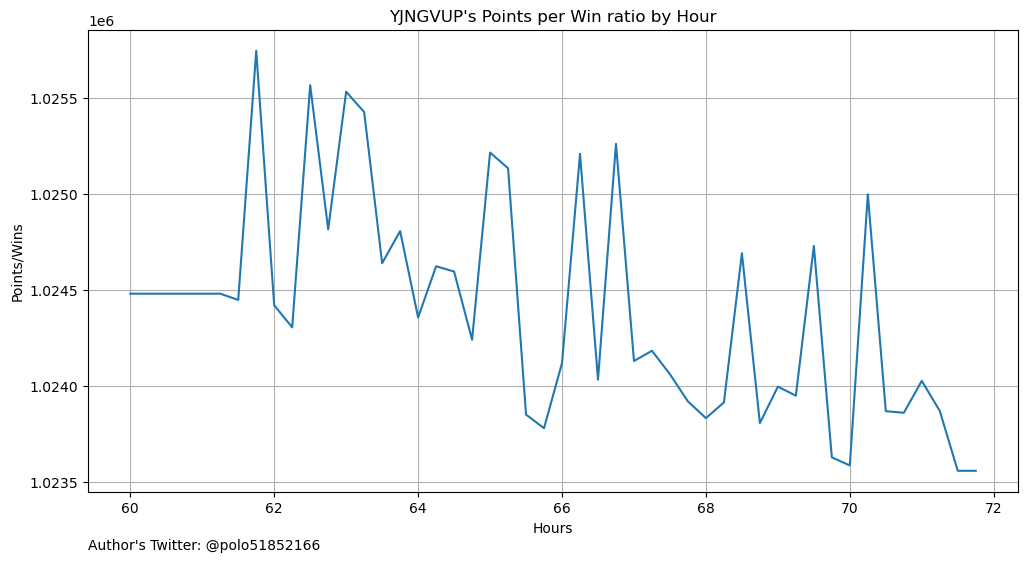 YJNGVUP's Points per Win ratio by Hour
1e6
1.0255
1.0250
1.0245
1.0240
1.0235
Points/Wins
60 62 64 66 68 70 72
Hours
Author's Twitter: @polo51852166